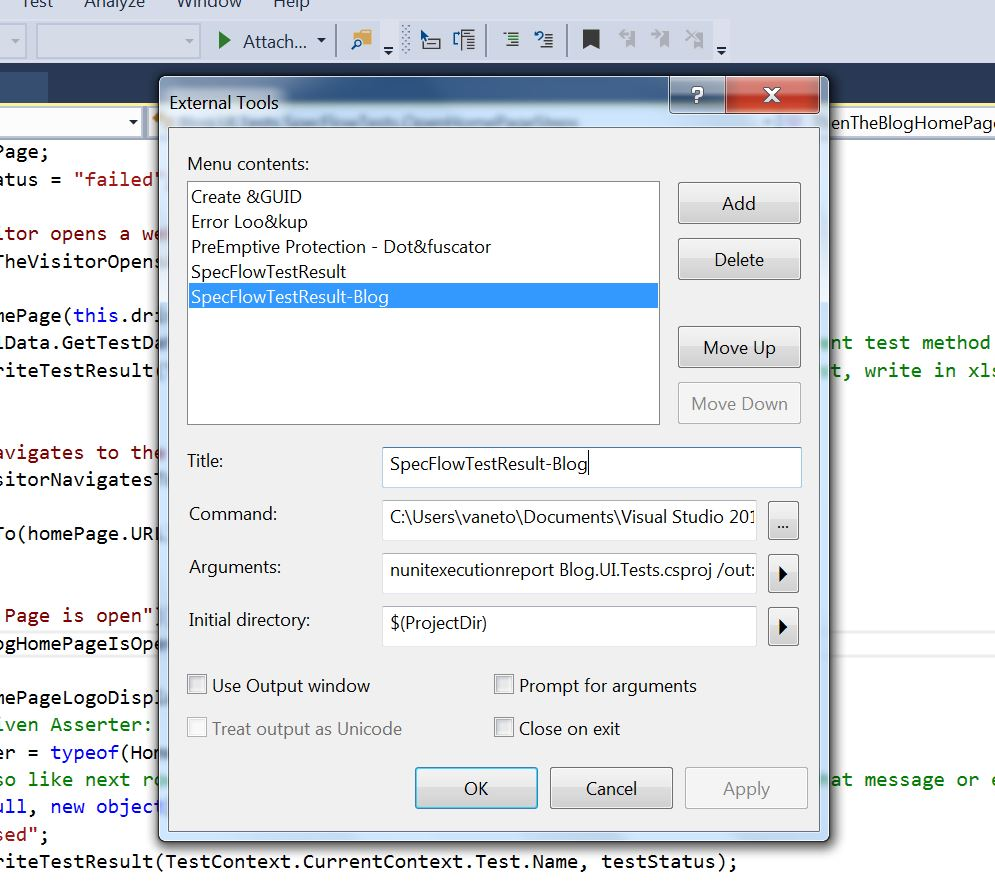 Test Analyze Window Help
Attach...
External Tools
enTheBlogHomePage
Menu contents:
Create &GUID
Error Loo&kup
PreEmptive Protection - Dot&fuscator
SpecFlowTestResult
SpecFlowTestResult-Blog
Add
Delete
Move Up
Move Down
Title:
SpecFlowTestResult-Blog
Command:
C:\Users\vaneto\Documents\Visual Studio 201
...
Arguments:
nunitexecutionreport Blog.UI.Tests.csproj /out:
Initial directory:
$(ProjectDir)
Use Output window
Prompt for arguments
Treat output as Unicode
Close on exit
OK
Cancel
Apply
Page;
atus = "failed"
itor opens a we
TheVisitorOpens
mePage(this.dri
lData.GetTestDa
nt test method
riteTestResult(
t, write in xls
avigates to the
sitorNavigatesT
To(homePage.URL
Page is open")
ogHomePageIsOpe
mePageLogoDispl
iven Asserter:
er = typeof(Hom
so like next ro
at message or e
ull, new object
sed";
riteTestResult(TestContext.CurrentContext.Test.Name, testStatus);